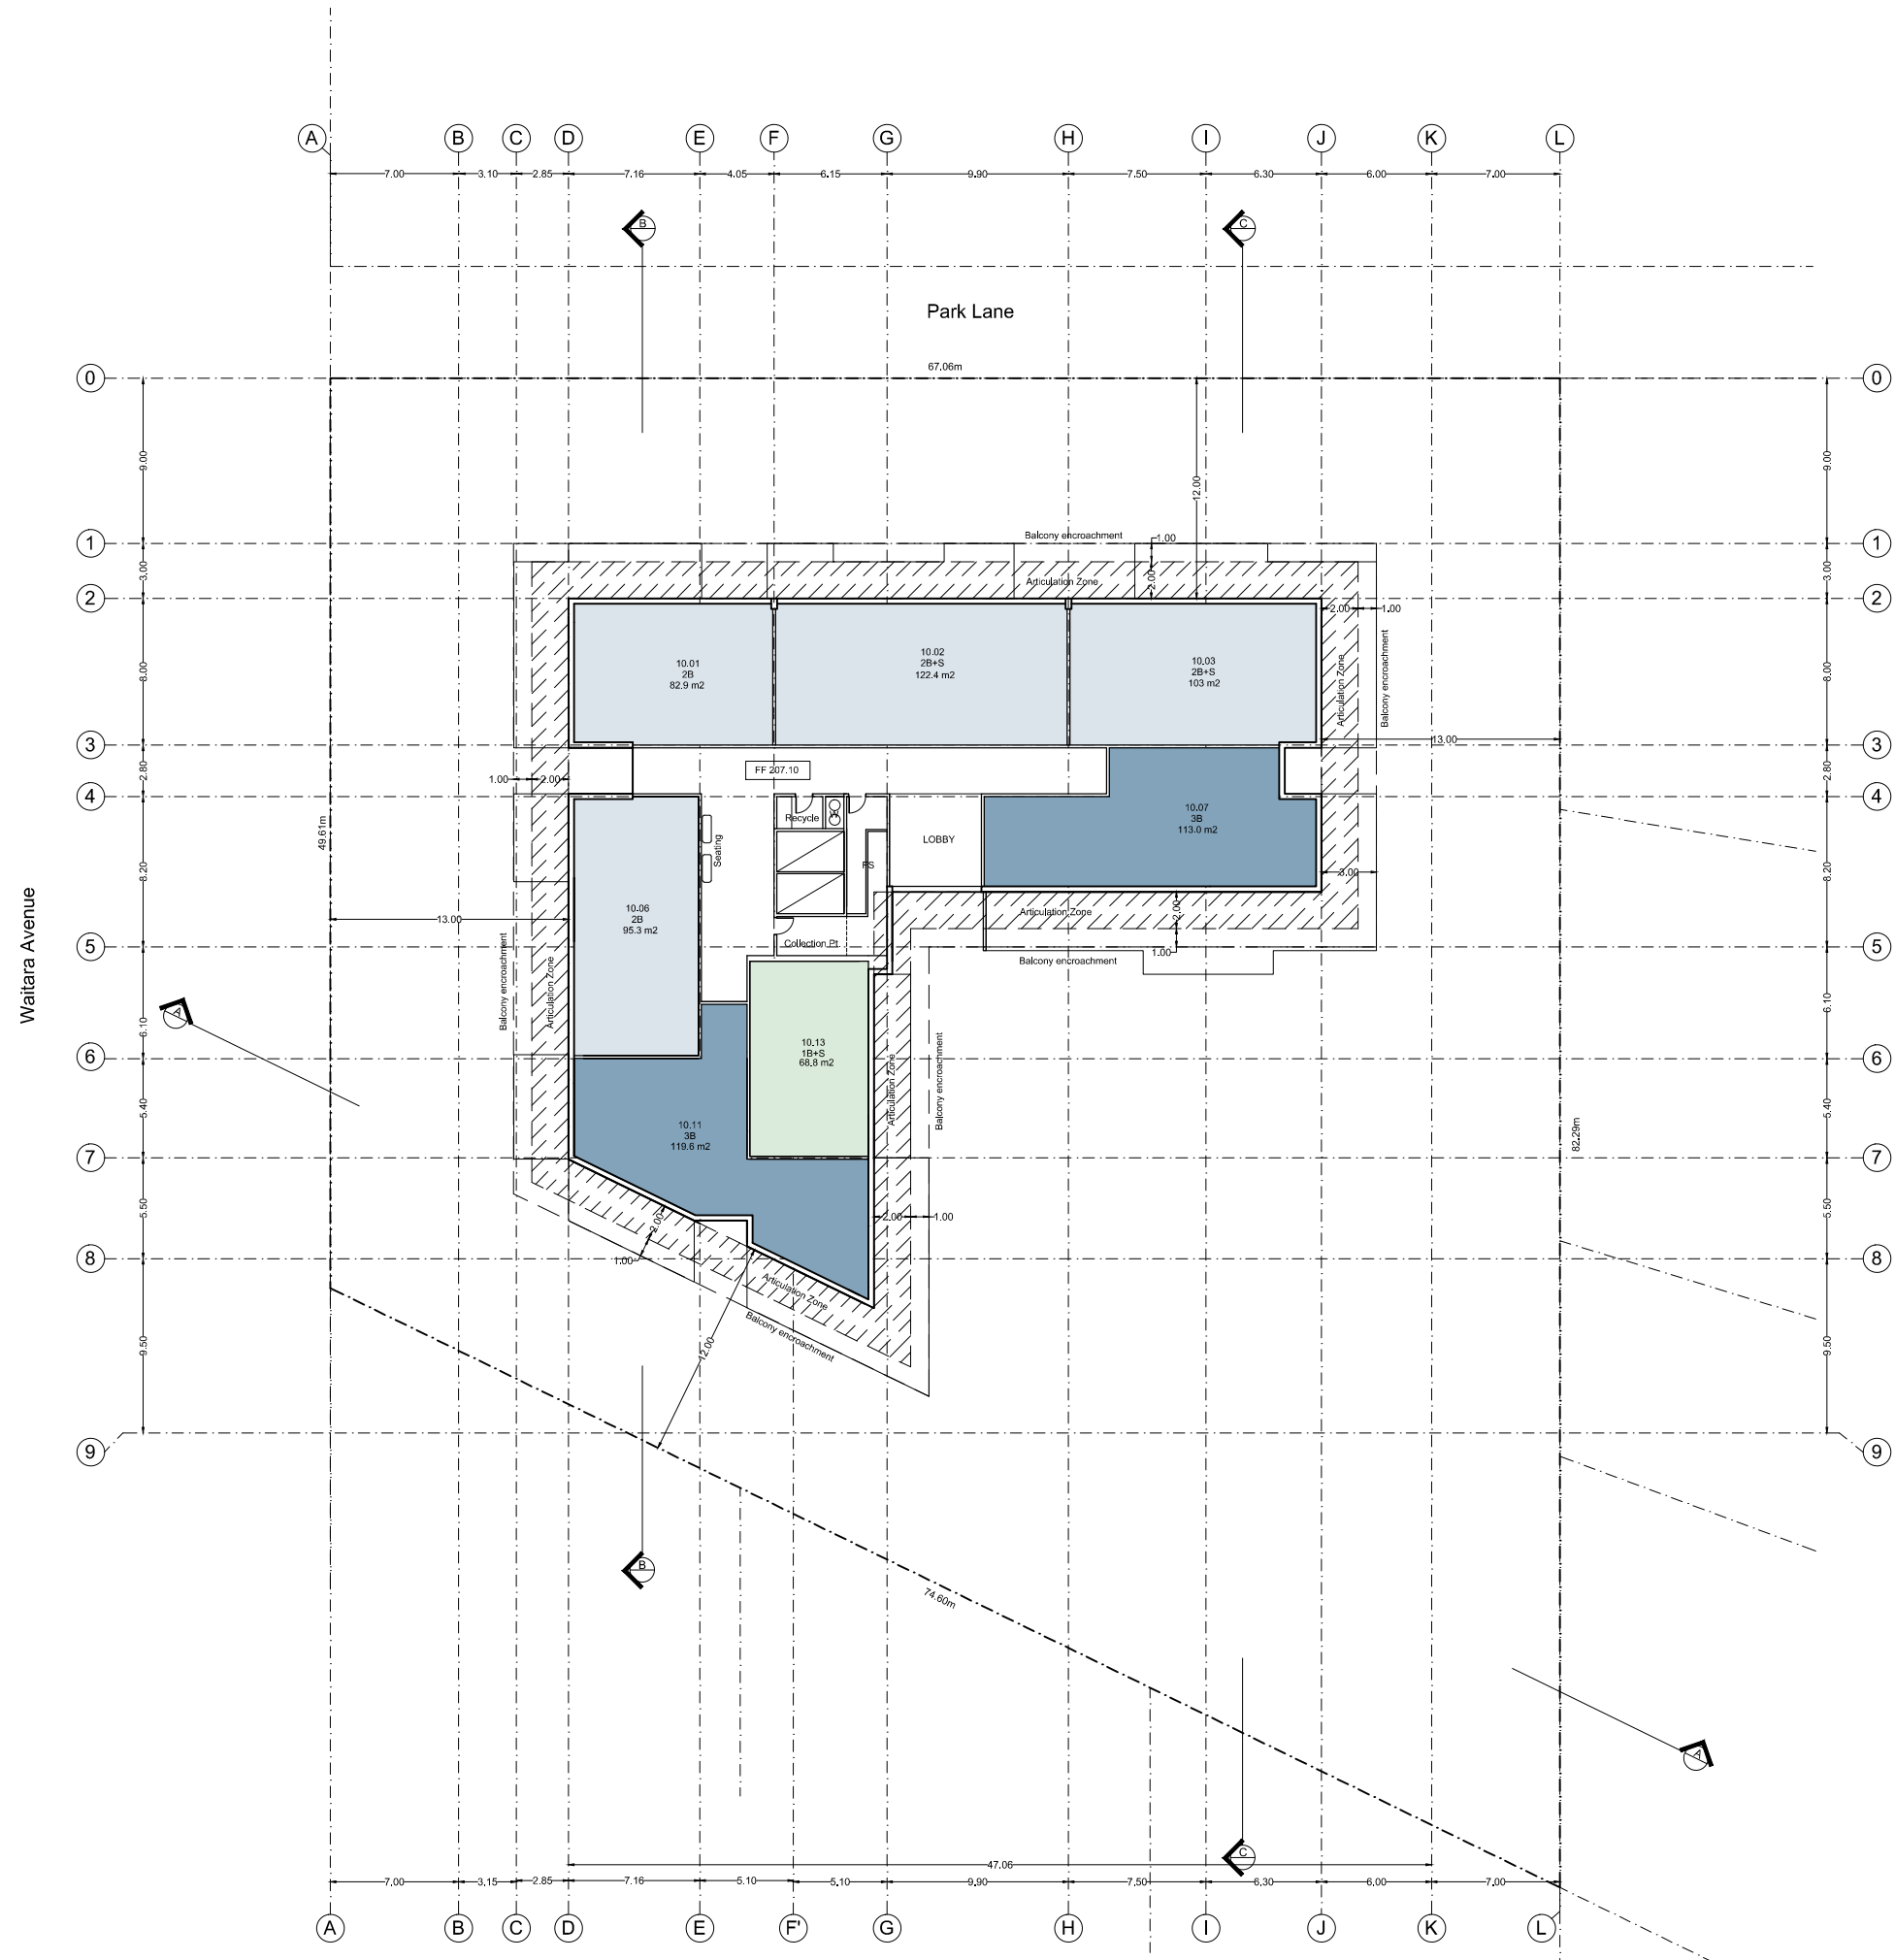 A B C D E F G H I J K L
7.00 3.10 2.85 7.16 4.05 6.15 9.90 7.50 6.30 6.00 7.00
B C
Park Lane
67.06m
0 0
9.00 12.00 9.00
Balcony encroachment 1.00
1 1
3.00 Articulation Zone 2.00 3.00
2 2
2.00 1.00
8.00 8.00
10.01
2B
82.9 m2
10.02
2B+S
122.4 m2
10.03
2B+S
103 m2
Articulation Zone
Balcony encroachment
3 13.00 3
2.80 1.00 2.00 FF 207.10 2.80
4 4
49.61m
Recycle
Seating
FS
LOBBY
10.07
3B
113.0 m2
8.20 3.00 8.20
10.06
2B
95.3 m2
Waitara Avenue
13.00
Articulation Zone 2.00
Collection Pt
5 1.00 5
Balcony encroachment
Balcony encroachment
Articulation Zone
A
6.10 6.10
10.13
1B+S
68.8 m2
6 6
Articulation Zone
Balcony encroachment
5.40 5.40
10.11
3B
119.6 m2
82.29m
7 7
5.50 2.00 2.00 1.00 5.50
1.00
8 8
Articulation Zone
Balcony encroachment
9.50 12.00 9.50
9 9
B
74.60m
A
C
47.06
7.00 3.15 2.85 7.16 5.10 5.10 9.90 7.50 6.30 6.00 7.00
A B C D E F' G H I J K L